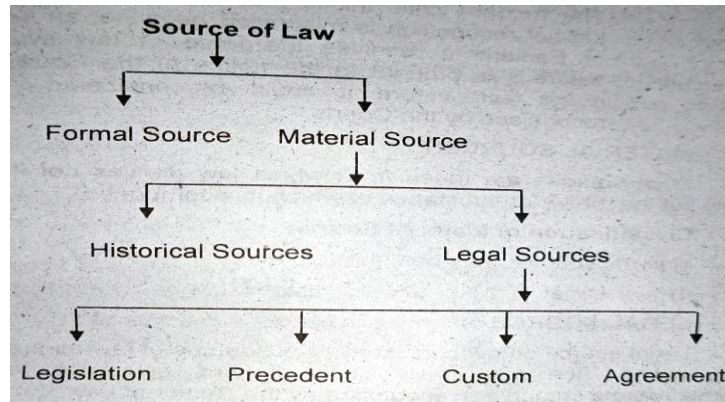 Source of Law
Formal Source Material Source
Historical Sources Legal Sources
Legislation Precedent Custom Agreement